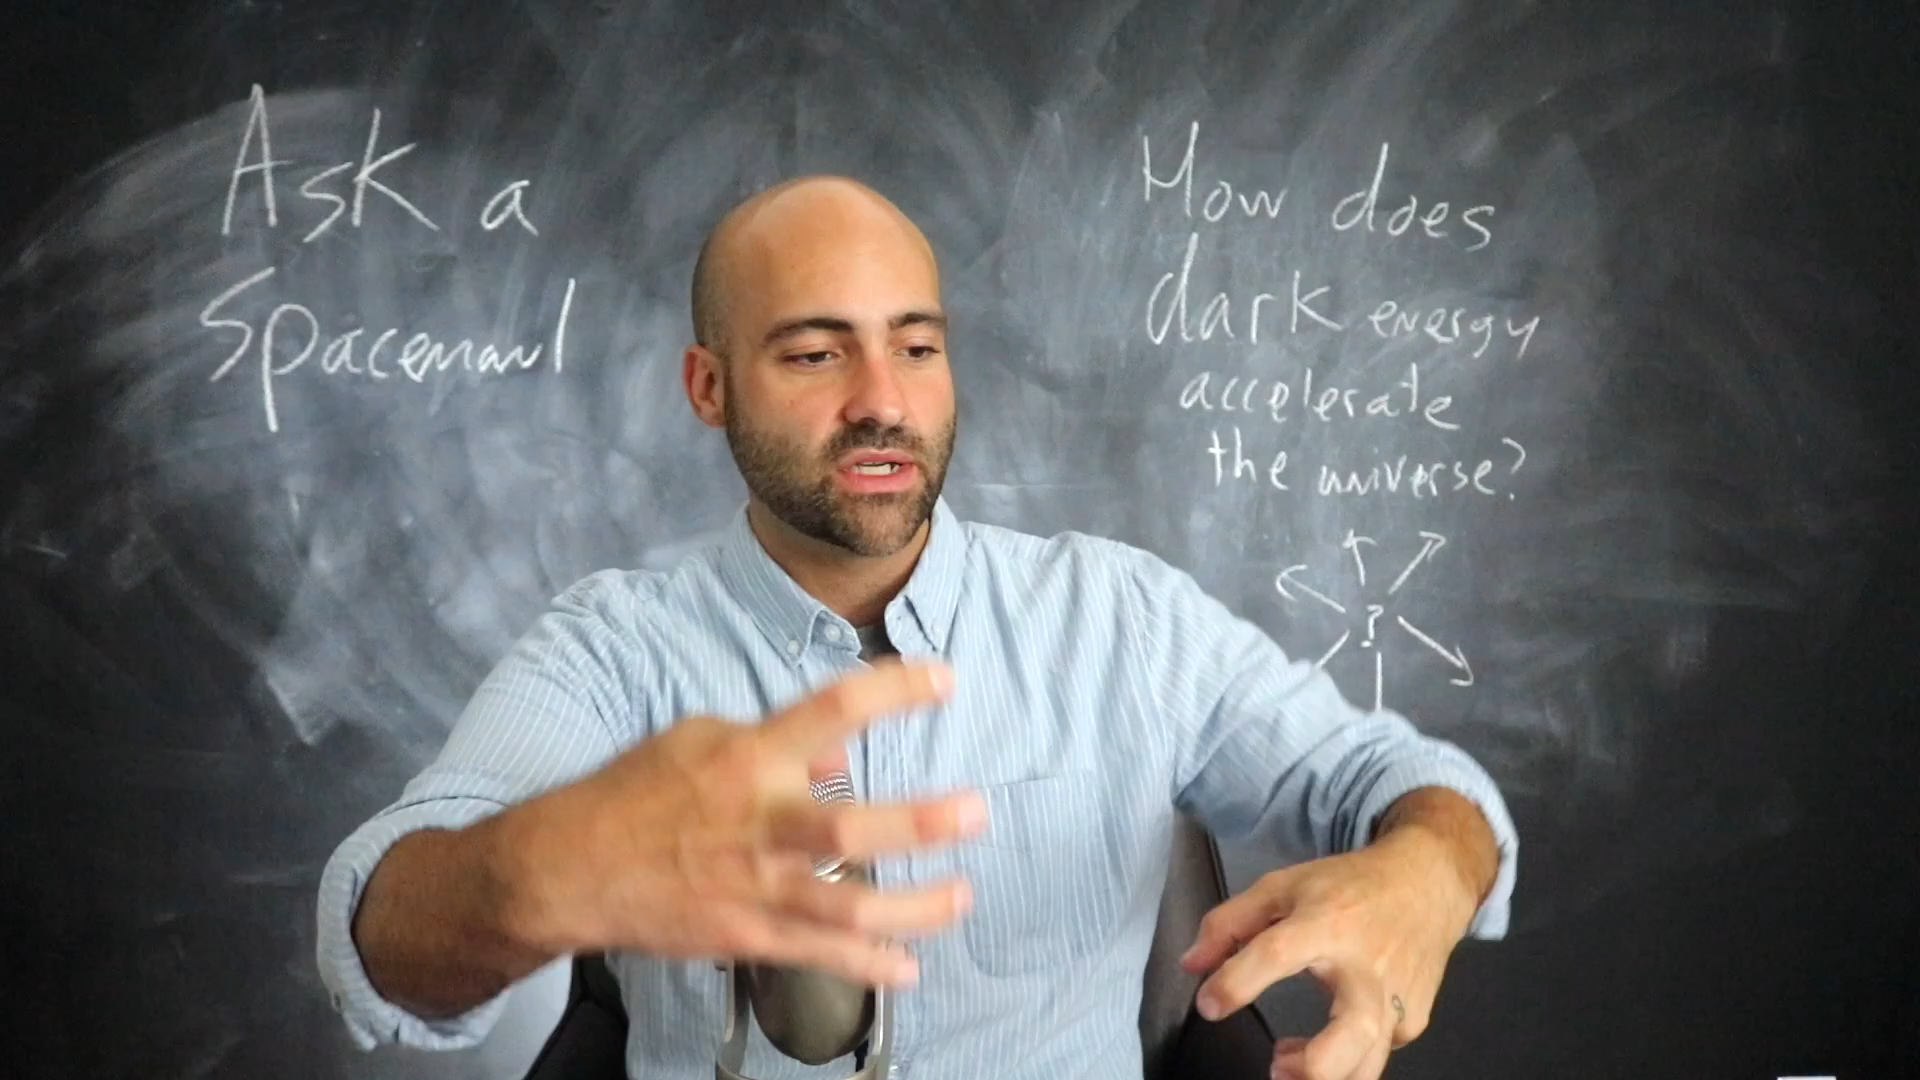 Ask a
Spaceman!
How does
dark energy
accelerate
the universe?
?